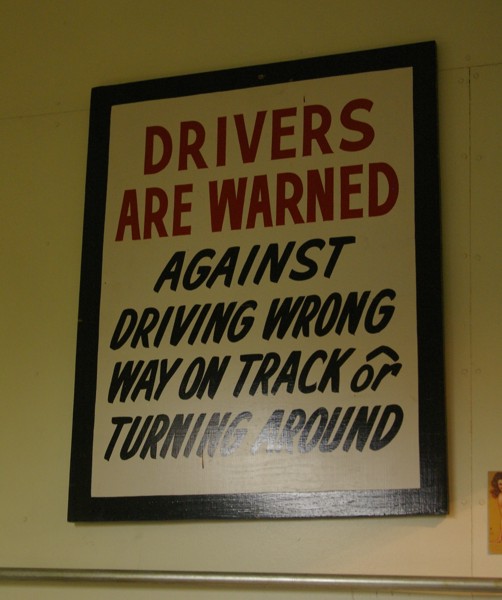 DRIVERS
ARE WARNED
AGAINST
DRIVING WRONG
WAY ON TRACK or
TURNING AROUND